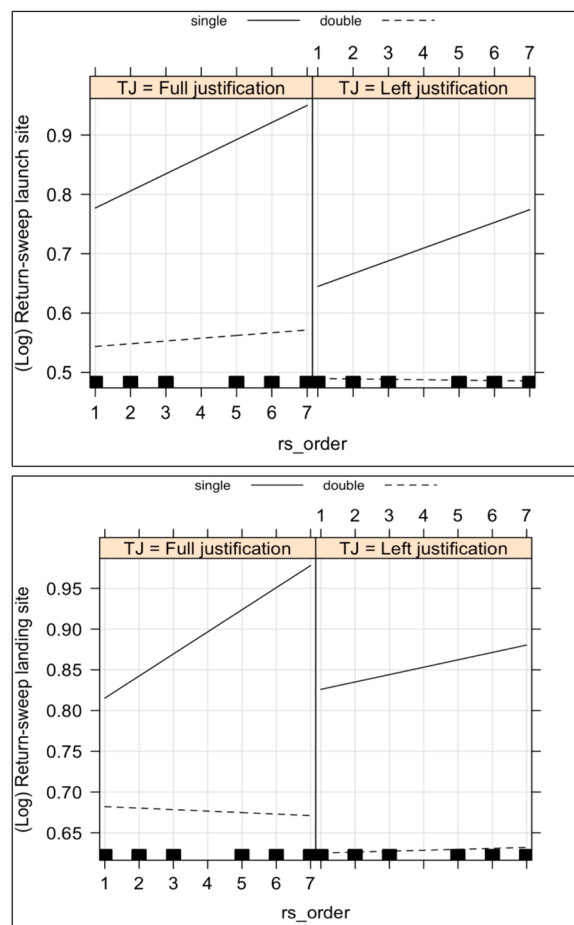 single double
1 2 3 4 5 6 7
TJ = Full justification TJ = Left justification
(Log) Return-sweep launch site
0.9
0.8
0.7
0.6
0.5
1 2 3 4 5 6 7
rs_order
single double
1 2 3 4 5 6 7
TJ = Full justification TJ = Left justification
(Log) Return-sweep landing site
0.95
0.90
0.85
0.80
0.75
0.70
0.65
1 2 3 4 5 6 7
rs_order